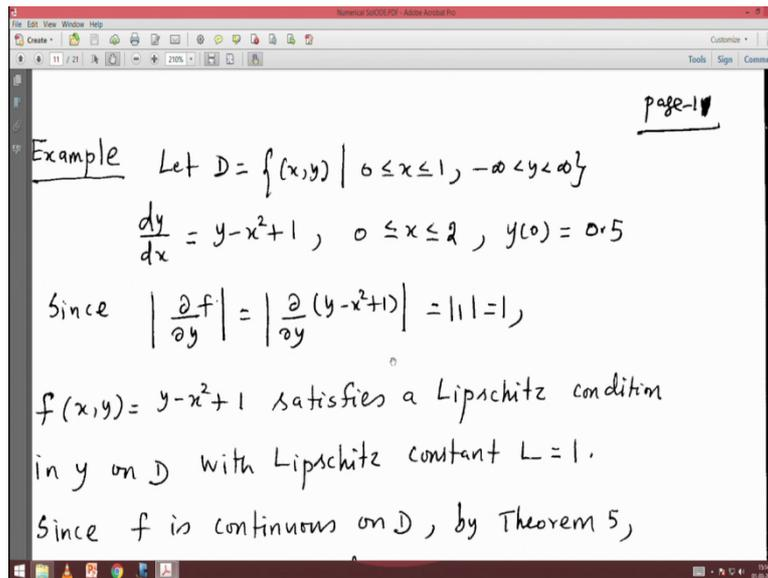 Numerical SolODE.PDF - Adobe Acrobat Pro
File Edit View Window Help
Create
Customize
11 / 21
210%
Tools Sign Comm
page-11
Example Let D = {(x,y) | 0 ≤ x ≤ 1, -∞ < y < ∞}
dy/dx = y - x² + 1, 0 ≤ x ≤ 2, y(0) = 0.5
Since |∂f/∂y| = |∂/∂y (y - x² + 1)| = |1| = 1,
f(x,y) = y - x² + 1 satisfies a Lipschitz condition
in y on D with Lipschitz constant L = 1.
Since f is continuous on D, by Theorem 5,